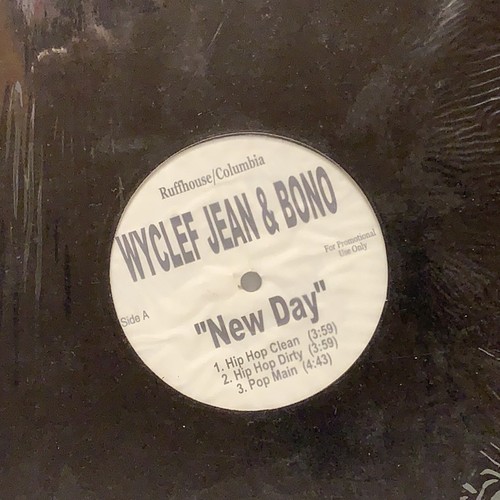 Ruffhouse/Columbia
WYCLEF JEAN & BONO
For Promotional
Use Only
Side A
"New Day"
1. Hip Hop Clean (3:59)
2. Hip Hop Dirty (3:59)
3. Pop Main (4:43)